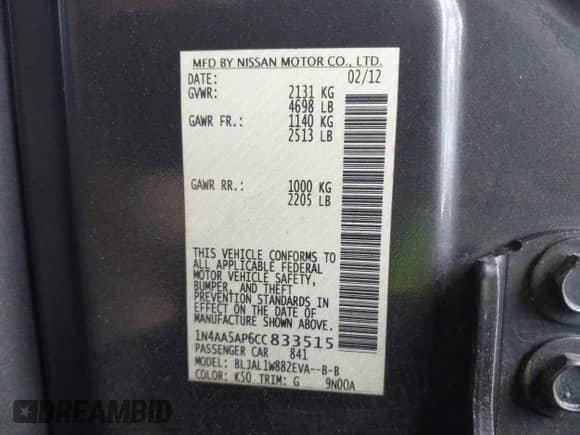 MFD BY NISSAN MOTOR CO., LTD.
DATE: 02/12
GVWR: 2131 KG
4698 LB
GAWR FR.: 1140 KG
2513 LB
GAWR RR.: 1000 KG
2205 LB
THIS VEHICLE CONFORMS TO
ALL APPLICABLE FEDERAL
MOTOR VEHICLE SAFETY,
BUMPER, AND THEFT
PREVENTION STANDARDS IN
EFFECT ON THE DATE OF
MANUFACTURE SHOWN ABOVE.
1N4AA5AP6CC833515
PASSENGER CAR 841
MODEL: BLJAL1W882EVA--B-B
COLOR: K50 TRIM: G 9N00A
DREAMBID